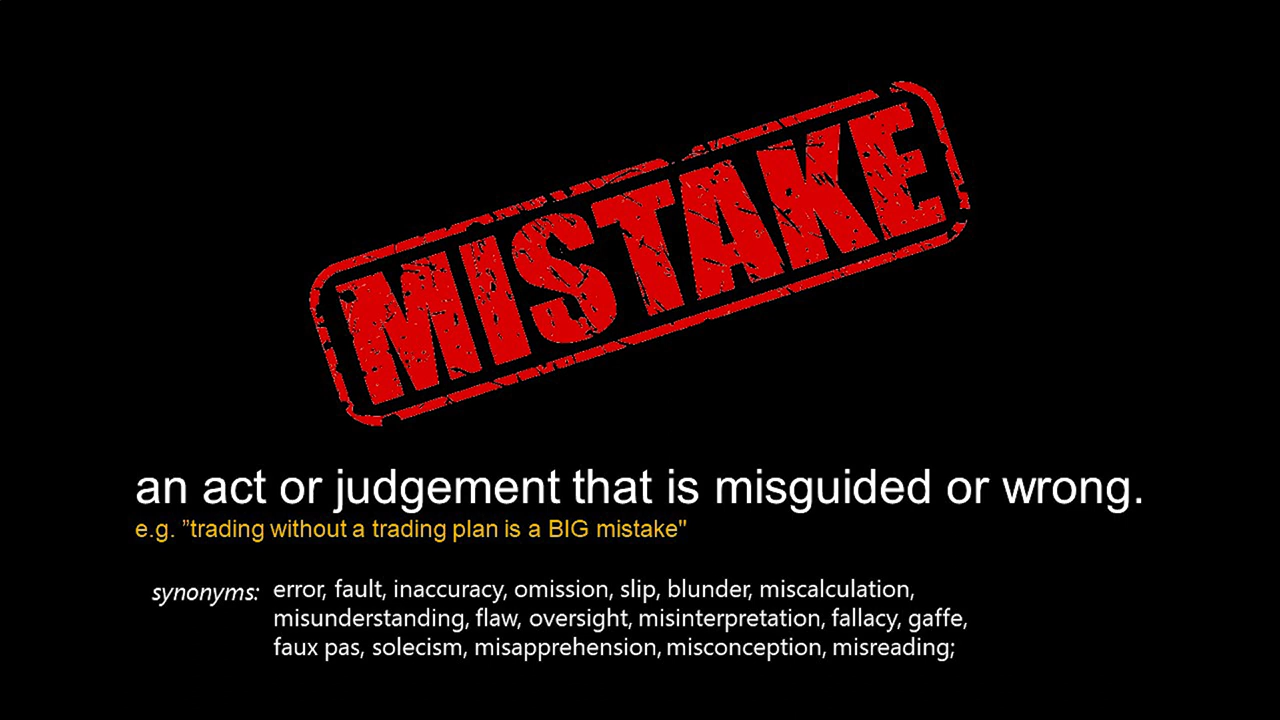 MISTAKE
an act or judgement that is misguided or wrong.
e.g. ”trading without a trading plan is a BIG mistake"
synonyms: error, fault, inaccuracy, omission, slip, blunder, miscalculation,
misunderstanding, flaw, oversight, misinterpretation, fallacy, gaffe,
faux pas, solecism, misapprehension, misconception, misreading;